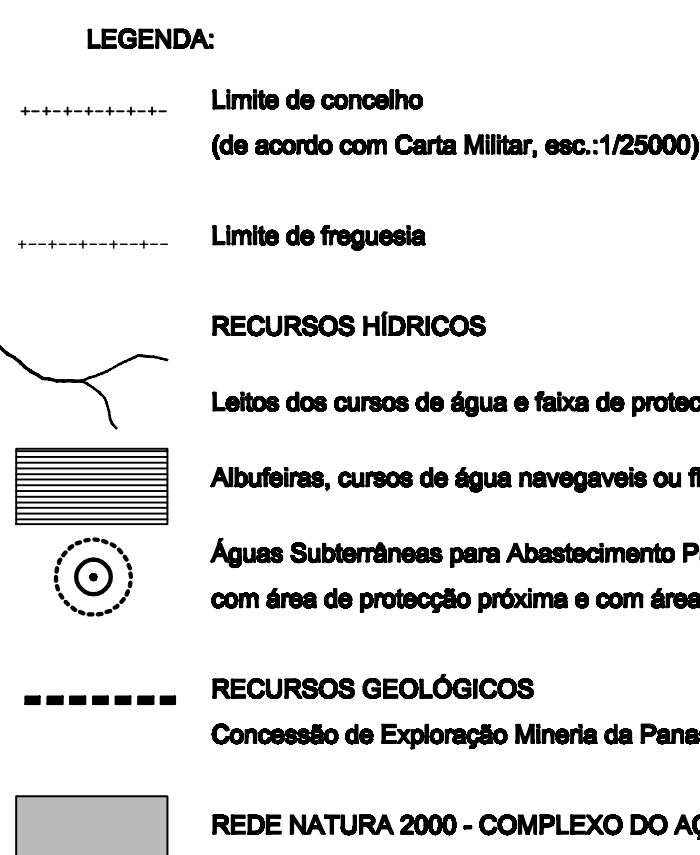 LEGENDA:
Limite de concelho
(de acordo com Carta Militar, esc.:1/25000)
Limite de freguesia
RECURSOS HÍDRICOS
Leitos dos cursos de água e faixa de protec
Albufeiras, cursos de água navegaveis ou fl
Águas Subterrâneas para Abastecimento P
com área de protecção próxima e com área
RECURSOS GEOLÓGICOS
Concessão de Exploração Mineria da Pana
REDE NATURA 2000 - COMPLEXO DO AÇ